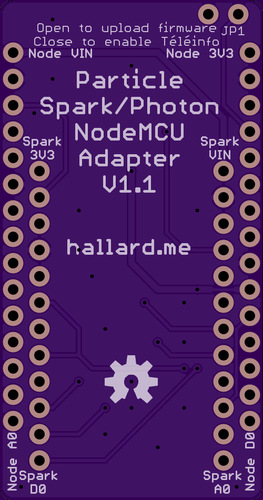 Open to upload firmware
JP1
Close to enable Téléinfo
Node VIN
Node 3V3
Particle
Spark/Photon
NodeMCU
Adapter
V1.1
Spark
3V3
Spark
VIN
hallard.me
Node A0
Spark
D0
Spark
A0
Node D0